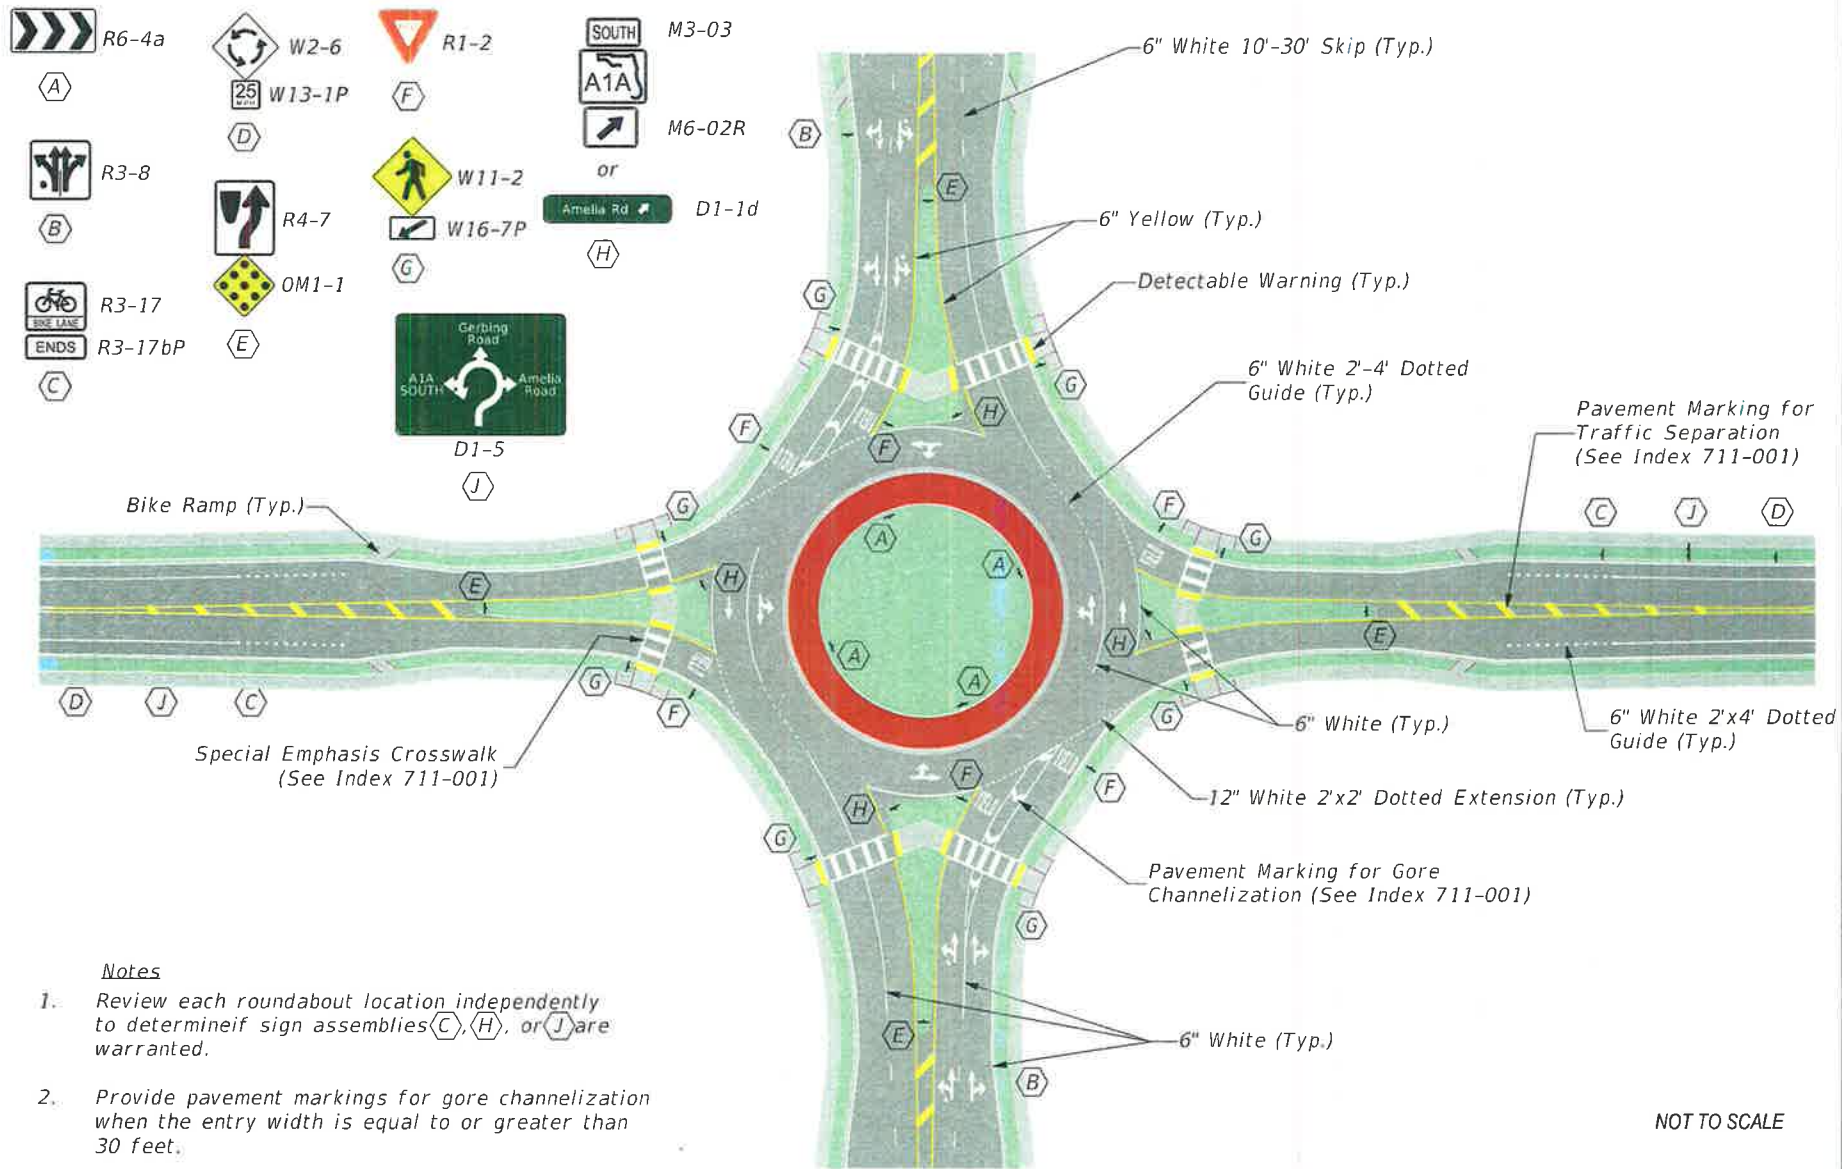 R6-4a
A
R3-8
B
BIKE LANE
R3-17
ENDS
R3-17bP
C
W2-6
25
MPH
W13-1P
D
R4-7
OM1-1
E
R1-2
F
W11-2
W16-7P
G
SOUTH
M3-03
A1A
M6-02R
or
Amelia Rd
D1-1d
H
Gerbing
Road
A1A
SOUTH
Amelia
Road
D1-5
J
6" White 10'-30' Skip (Typ.)
B
E
6" Yellow (Typ.)
Detectable Warning (Typ.)
G
G
6" White 2'-4' Dotted
Guide (Typ.)
H
F
F
Pavement Marking for
Traffic Separation
(See Index 711-001)
Bike Ramp (Typ.)
G
F
G
C
J
D
A
A
E
H
A
A
H
E
D
J
C
G
F
G
6" White (Typ.)
6" White 2'x4' Dotted
Guide (Typ.)
Special Emphasis Crosswalk
(See Index 711-001)
F
F
12" White 2'x2' Dotted Extension (Typ.)
H
G
Pavement Marking for Gore
Channelization (See Index 711-001)
G
E
6" White (Typ.)
B
Notes
1. Review each roundabout location independently
to determineif sign assemblies C, H, or J are
warranted.
2. Provide pavement markings for gore channelization
when the entry width is equal to or greater than
30 feet.
NOT TO SCALE